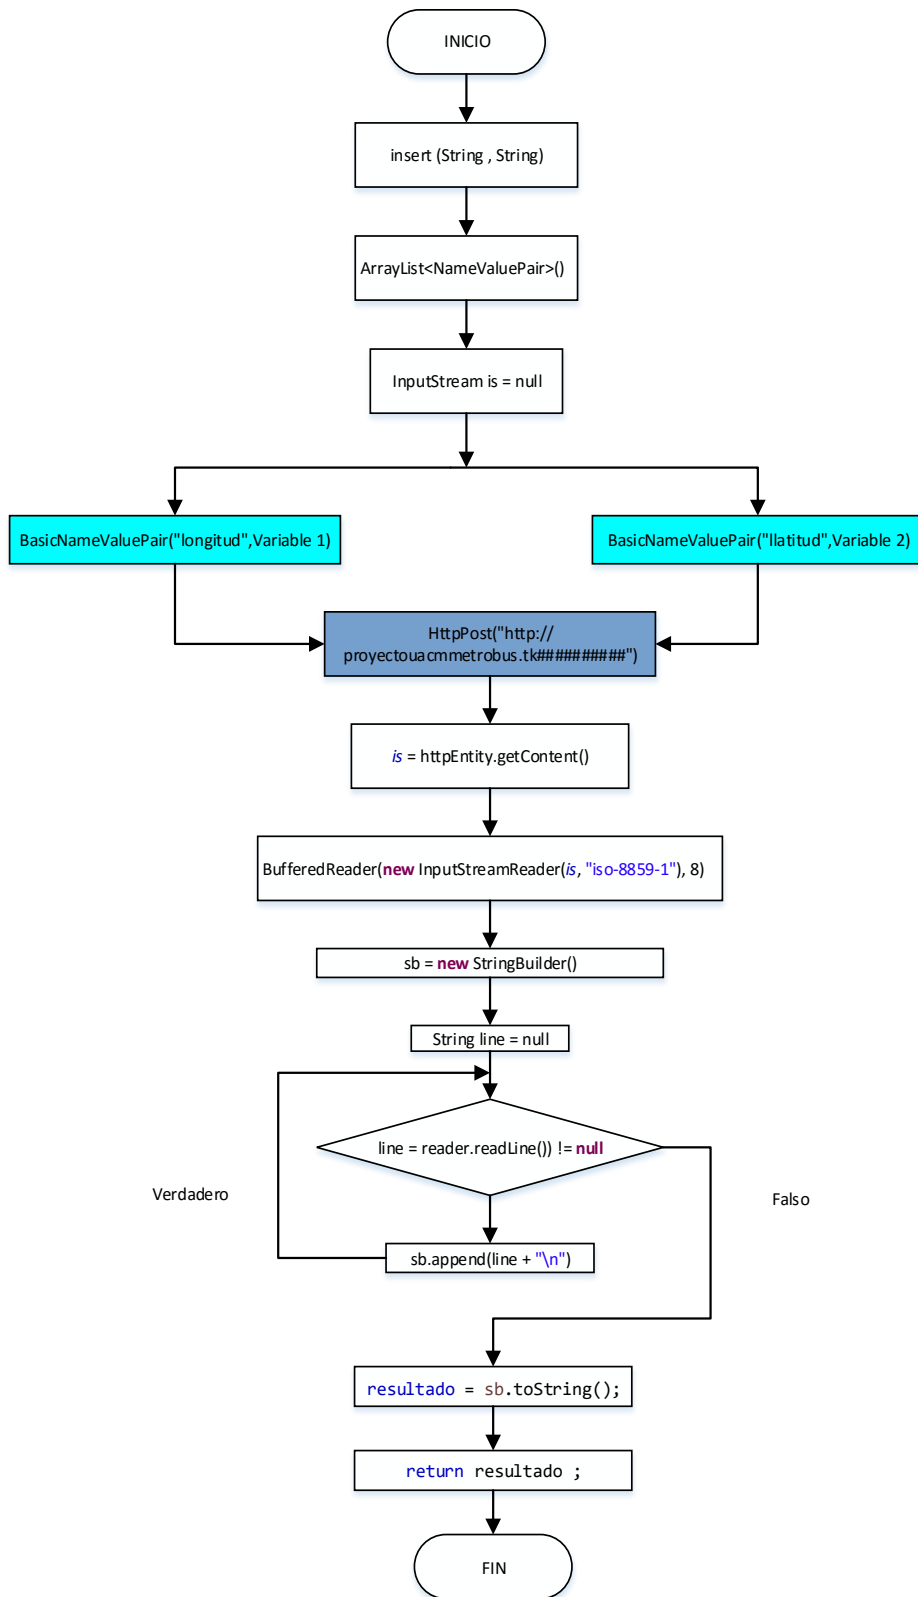 INICIO
insert (String , String)
ArrayList<NameValuePair>()
InputStream is = null
BasicNameValuePair("longitud",Variable 1)
BasicNameValuePair("llatitud",Variable 2)
HttpPost("http://
proyectouacmmetrobus.tk##########")
is = httpEntity.getContent()
BufferedReader(new InputStreamReader(is, "iso-8859-1"), 8)
sb = new StringBuilder()
String line = null
line = reader.readLine()) != null
Verdadero
Falso
sb.append(line + "\n")
resultado = sb.toString();
return resultado ;
FIN